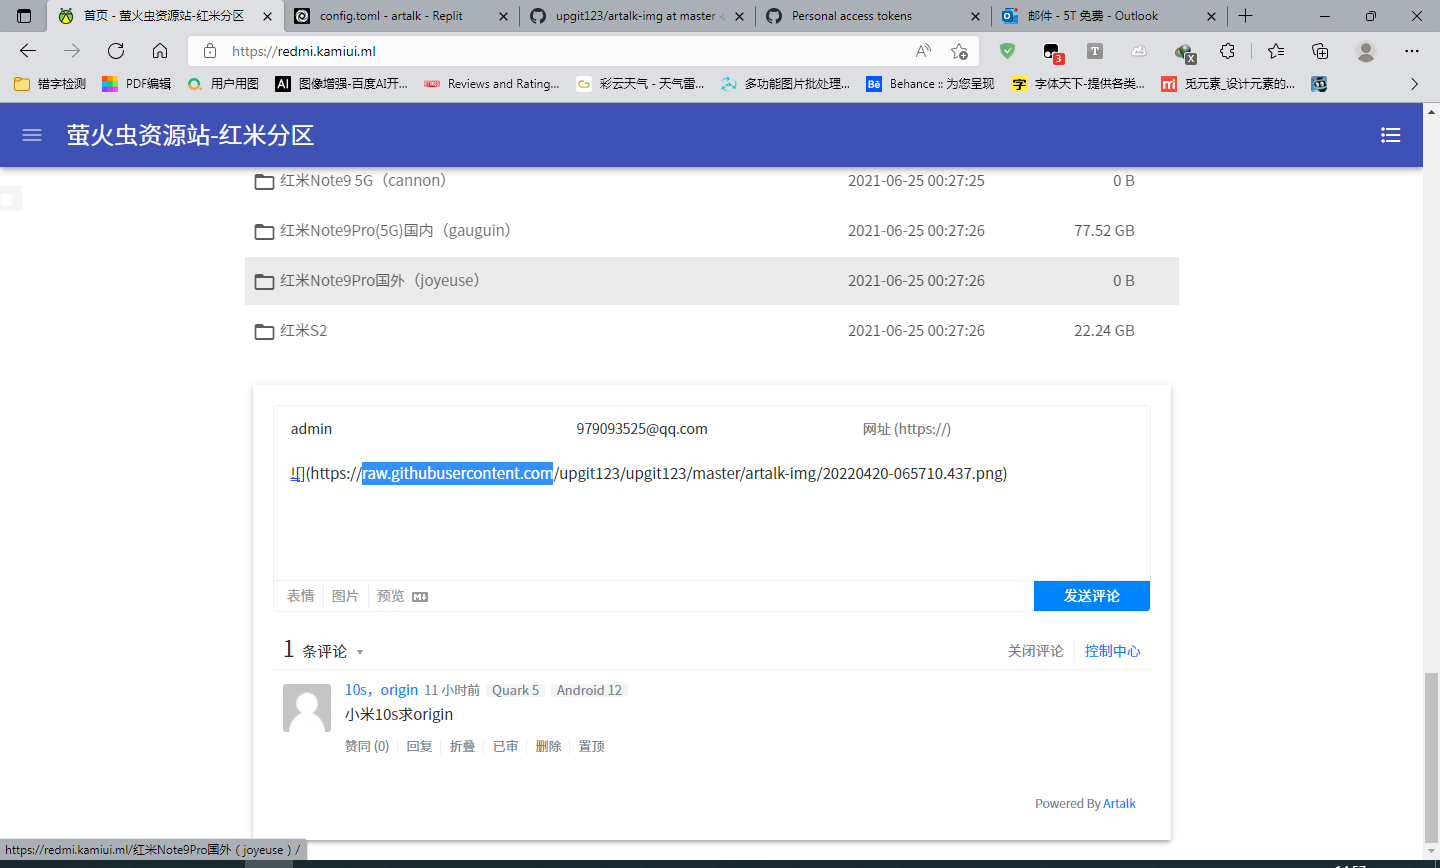 首页 - 萤火虫资源站-红米分区
config.toml - artalk - Replit
upgit123/artalk-img at master
Personal access tokens
邮件 - 5T 免费 - Outlook
https://redmi.kamiui.ml
A
3
T
X
错字检测
PDF编辑
用户用图
AI 图像增强-百度AI开...
Reviews and Rating...
彩云天气 - 天气雷...
多功能图片批处理...
Bē Behance :: 为您呈现
字 字体天下-提供各类...
觅元素_设计元素的...
萤火虫资源站-红米分区
红米Note9 5G（cannon） 2021-06-25 00:27:25 0 B
红米Note9Pro(5G)国内（gauguin） 2021-06-25 00:27:26 77.52 GB
红米Note9Pro国外（joyeuse） 2021-06-25 00:27:26 0 B
红米S2 2021-06-25 00:27:26 22.24 GB
admin 979093525@qq.com 网址 (https://)
![](https://raw.githubusercontent.com/upgit123/upgit123/master/artalk-img/20220420-065710.437.png)
表情 图片 预览 发送评论
1 条评论 关闭评论 控制中心
10s，origin 11 小时前 Quark 5 Android 12
小米10s求origin
赞同 (0) 回复 折叠 已审 删除 置顶
Powered By Artalk
https://redmi.kamiui.ml/红米Note9Pro国外（joyeuse）/